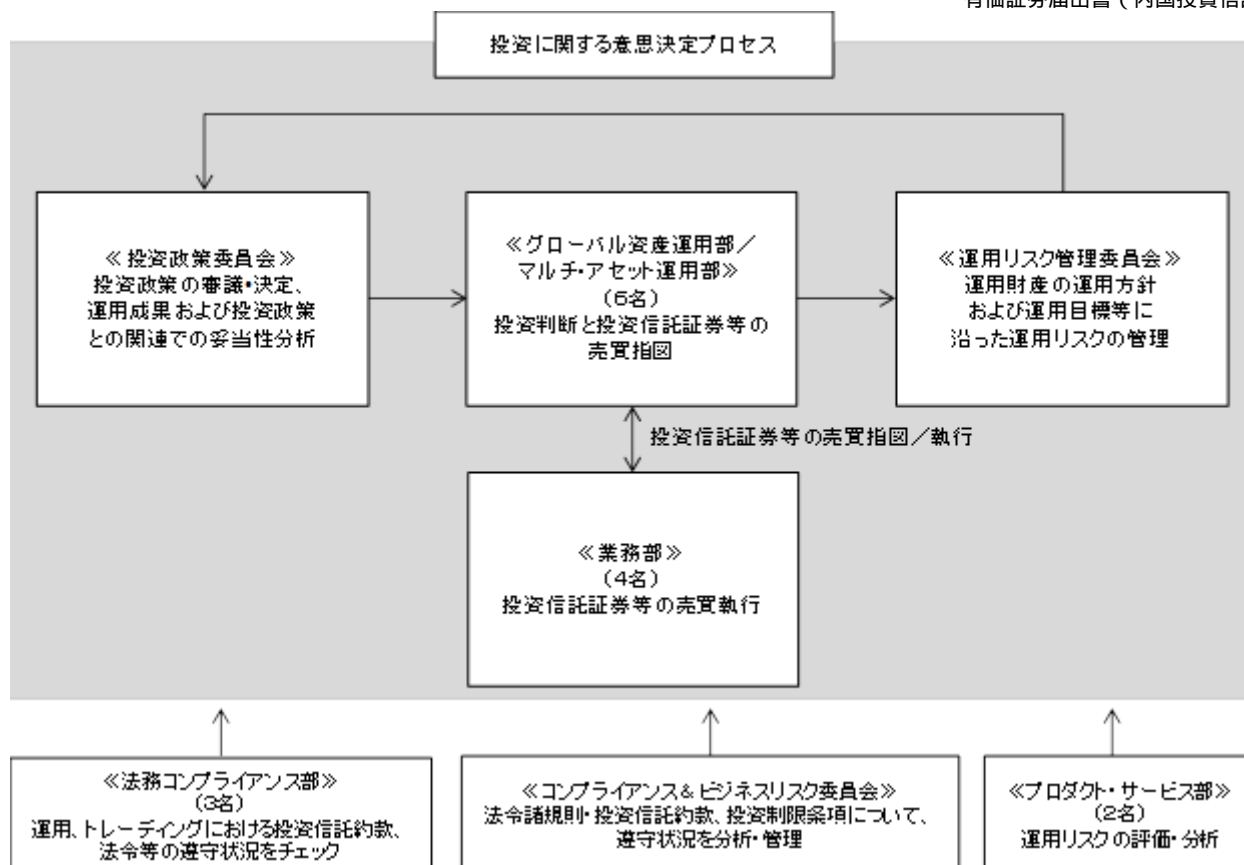 有価証券届出書（内国投資信託
投資に関する意思決定プロセス
≪投資政策委員会≫
投資政策の審議・決定、
運用成果および投資政策
との関連での妥当性分析
≪グローバル資産運用部／
マルチ・アセット運用部≫
(6名)
投資判断と投資信託証券等の
売買指図
≪運用リスク管理委員会≫
運用財産の運用方針
および運用目標等に
沿った運用リスクの管理
投資信託証券等の売買指図／執行
≪業務部≫
(4名)
投資信託証券等の売買執行
≪法務コンプライアンス部≫
(3名)
運用、トレーディングにおける投資信託約款、
法令等の遵守状況をチェック
≪コンプライアンス&ビジネスリスク委員会≫
法令諸規則・投資信託約款、投資制限条項について、
遵守状況を分析・管理
≪プロダクト・サービス部≫
(2名)
運用リスクの評価・分析